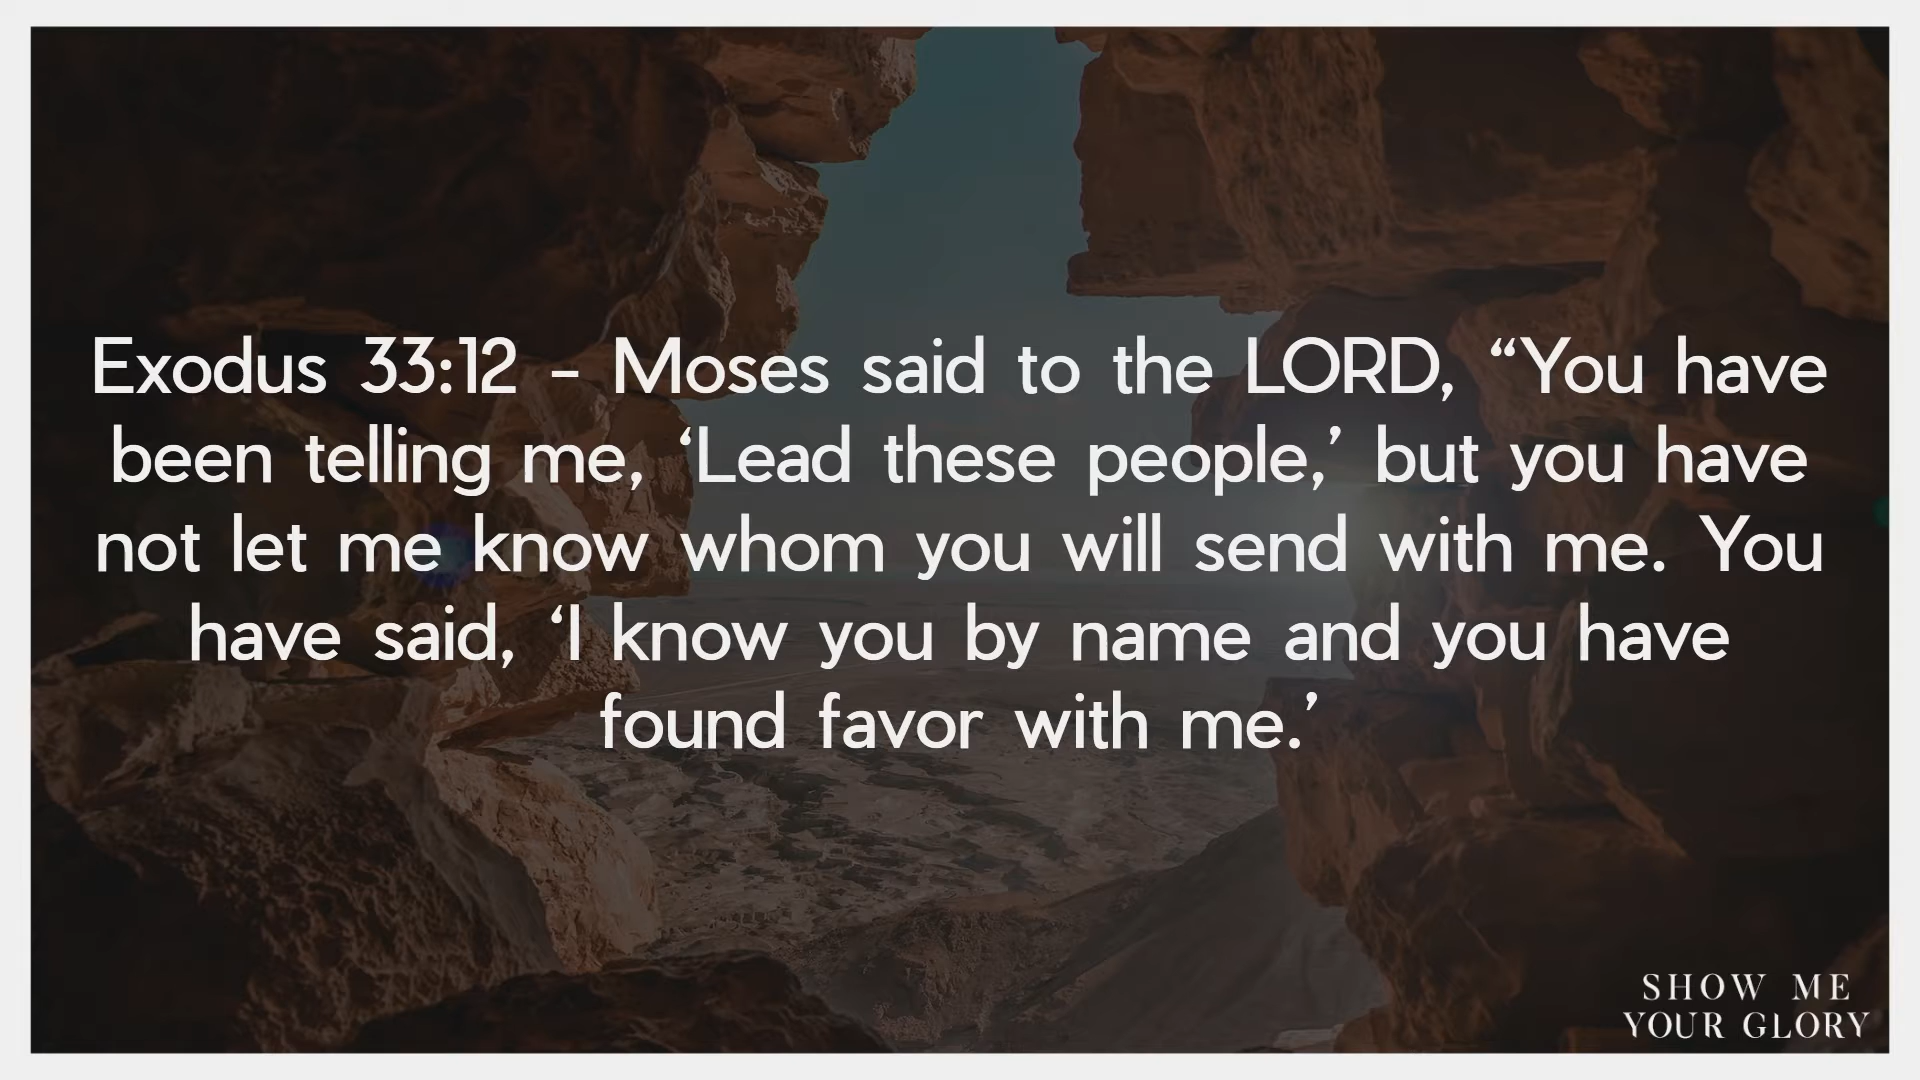 Exodus 33:12 – Moses said to the LORD, “You have
been telling me, ‘Lead these people,’ but you have
not let me know whom you will send with me. You
have said, ‘I know you by name and you have
found favor with me.’
SHOW ME
YOUR GLORY